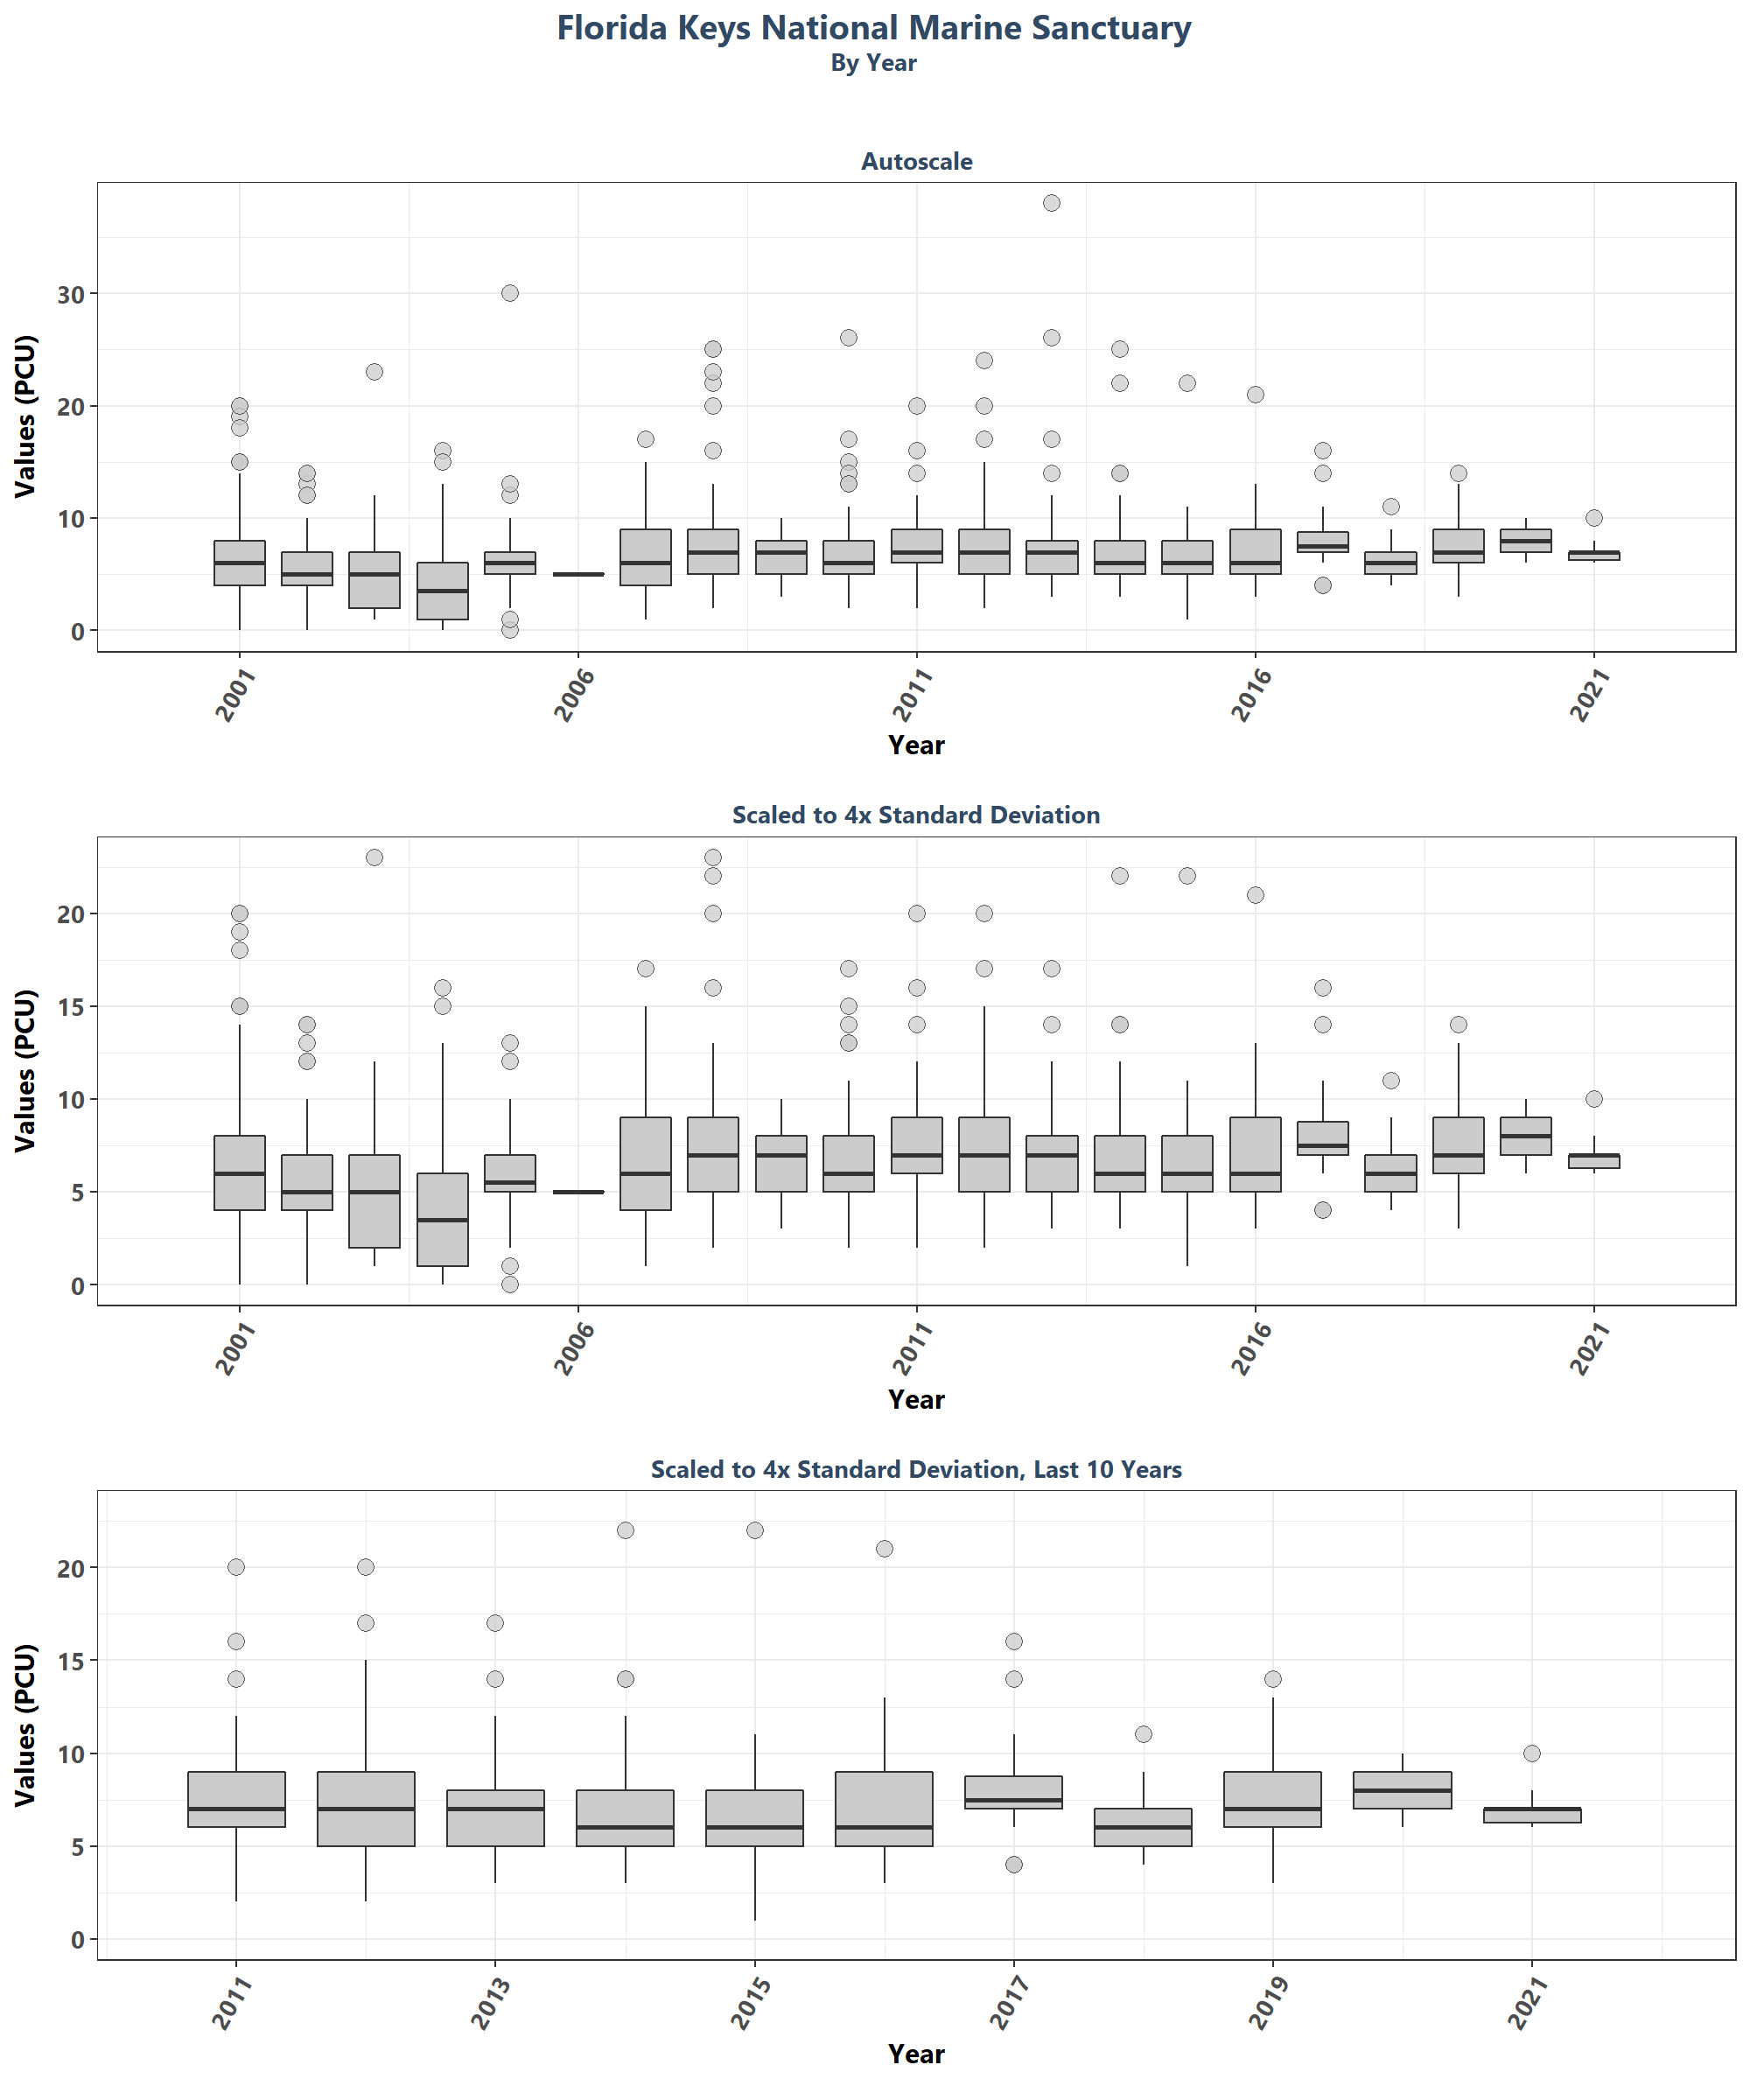 Florida Keys National Marine Sanctuary
By Year
Autoscale
Values (PCU)
30
20
10
0
2001 2006 2011 2016 2021
Year
Scaled to 4x Standard Deviation
Values (PCU)
20
15
10
5
0
2001 2006 2011 2016 2021
Year
Scaled to 4x Standard Deviation, Last 10 Years
Values (PCU)
20
15
10
5
0
2011 2013 2015 2017 2019 2021
Year